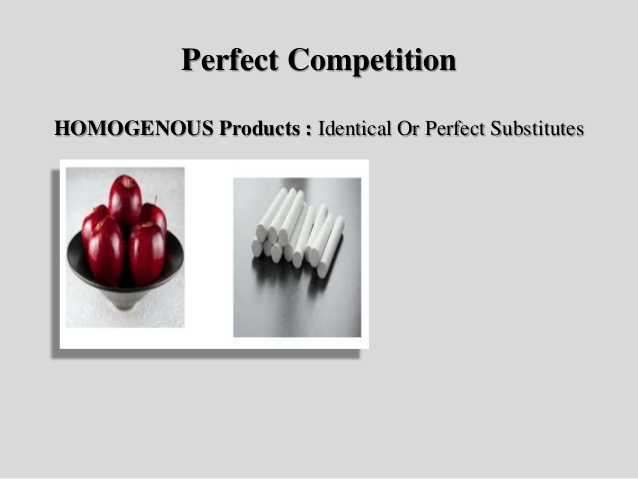 Perfect Competition
HOMOGENOUS Products : Identical Or Perfect Substitutes